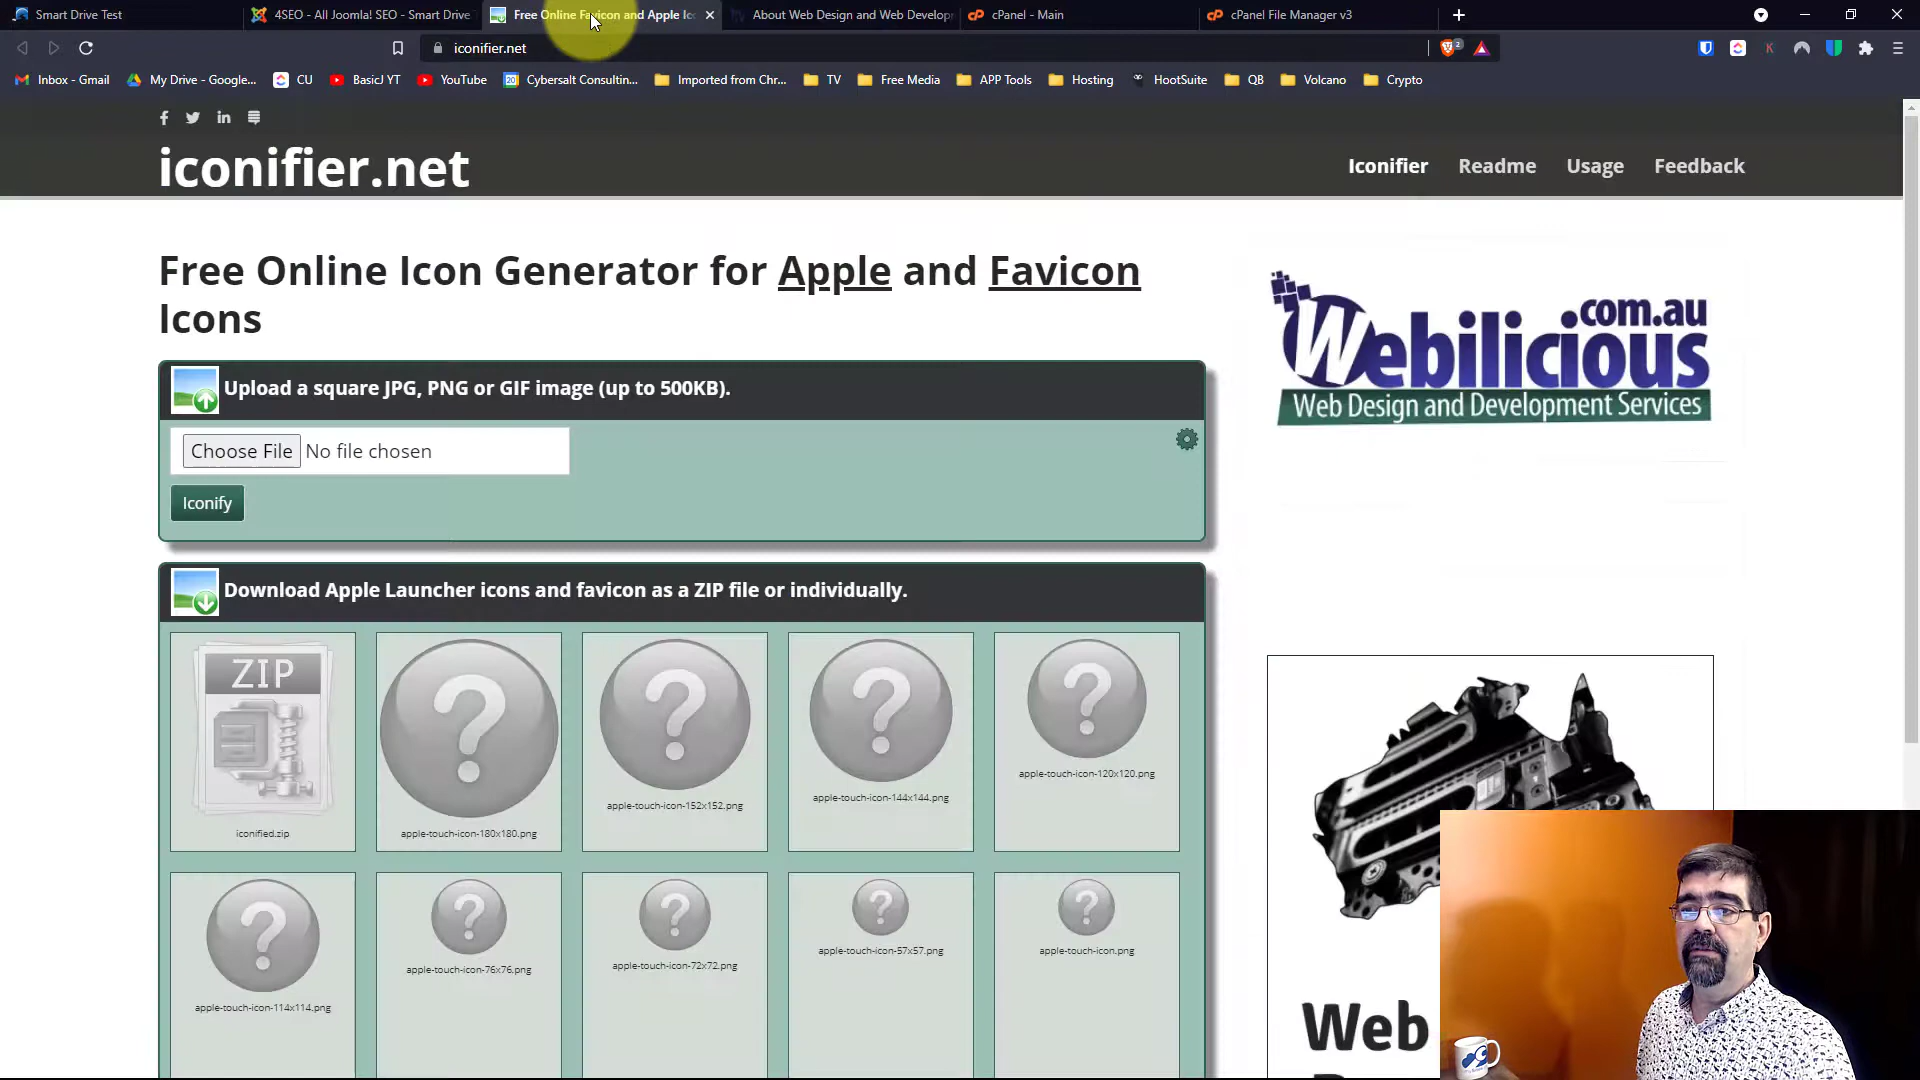 Smart Drive Test
4SEO - All Joomla! SEO - Smart Drive
Free Online Favicon and Apple Ic
About Web Design and Web Develop
cPanel - Main
cPanel File Manager v3
iconifier.net
2
Inbox - Gmail
My Drive - Google...
CU
BasicJ YT
YouTube
20
Cybersalt Consultin...
Imported from Chr...
TV
Free Media
APP Tools
Hosting
HootSuite
QB
Volcano
Crypto
iconifier.net
Iconifier
Readme
Usage
Feedback
Free Online Icon Generator for Apple and Favicon
Icons
Upload a square JPG, PNG or GIF image (up to 500KB).
Choose File No file chosen
Iconify
Webilicious
com.au
Web Design and Development Services
Download Apple Launcher icons and favicon as a ZIP file or individually.
ZIP
iconified.zip
apple-touch-icon-180x180.png
apple-touch-icon-152x152.png
apple-touch-icon-144x144.png
apple-touch-icon-120x120.png
apple-touch-icon-114x114.png
apple-touch-icon-76x76.png
apple-touch-icon-72x72.png
apple-touch-icon-57x57.png
apple-touch-icon.png
Web